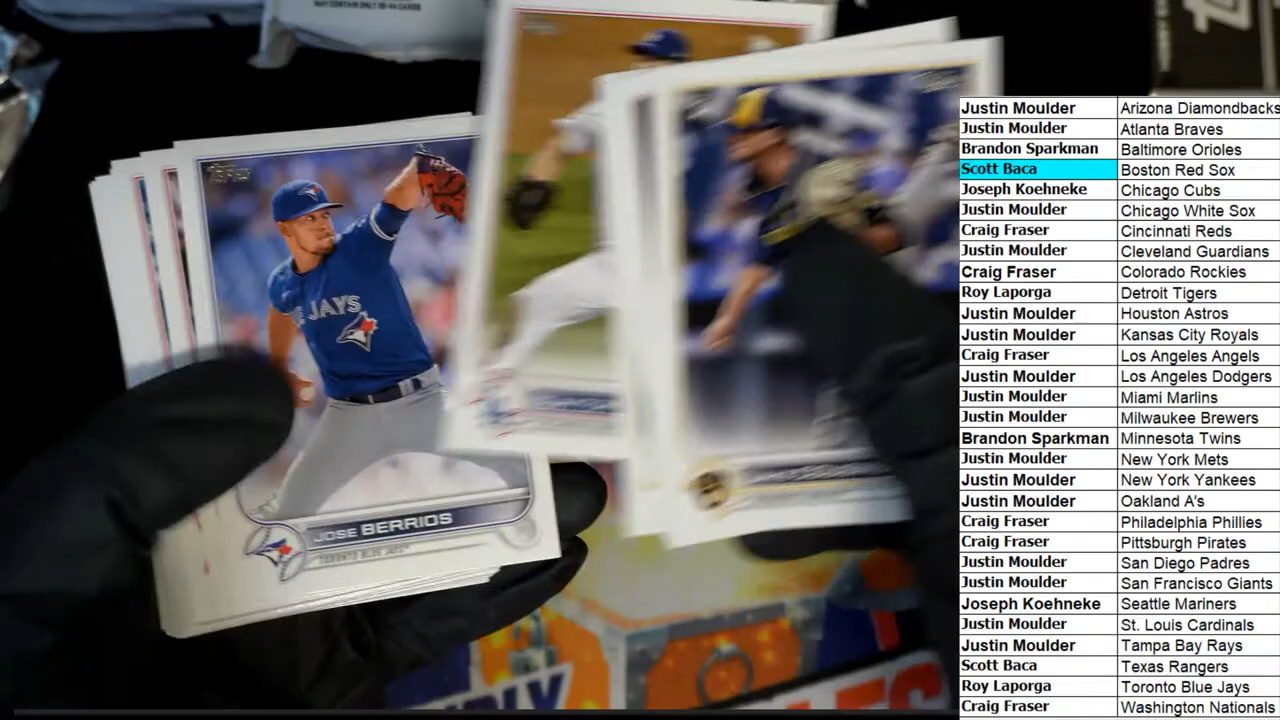 MAY CONTAIN ONLY
TOPPS
JAYS
JOSE BERRIOS
TORONTO BLUE JAYS
Justin Moulder Arizona Diamondbacks
Justin Moulder Atlanta Braves
Brandon Sparkman Baltimore Orioles
Scott Baca Boston Red Sox
Joseph Koehneke Chicago Cubs
Justin Moulder Chicago White Sox
Craig Fraser Cincinnati Reds
Justin Moulder Cleveland Guardians
Craig Fraser Colorado Rockies
Roy Laporga Detroit Tigers
Justin Moulder Houston Astros
Justin Moulder Kansas City Royals
Craig Fraser Los Angeles Angels
Justin Moulder Los Angeles Dodgers
Justin Moulder Miami Marlins
Justin Moulder Milwaukee Brewers
Brandon Sparkman Minnesota Twins
Justin Moulder New York Mets
Justin Moulder New York Yankees
Justin Moulder Oakland A's
Craig Fraser Philadelphia Phillies
Craig Fraser Pittsburgh Pirates
Justin Moulder San Diego Padres
Justin Moulder San Francisco Giants
Joseph Koehneke Seattle Mariners
Justin Moulder St. Louis Cardinals
Justin Moulder Tampa Bay Rays
Scott Baca Texas Rangers
Roy Laporga Toronto Blue Jays
Craig Fraser Washington Nationals